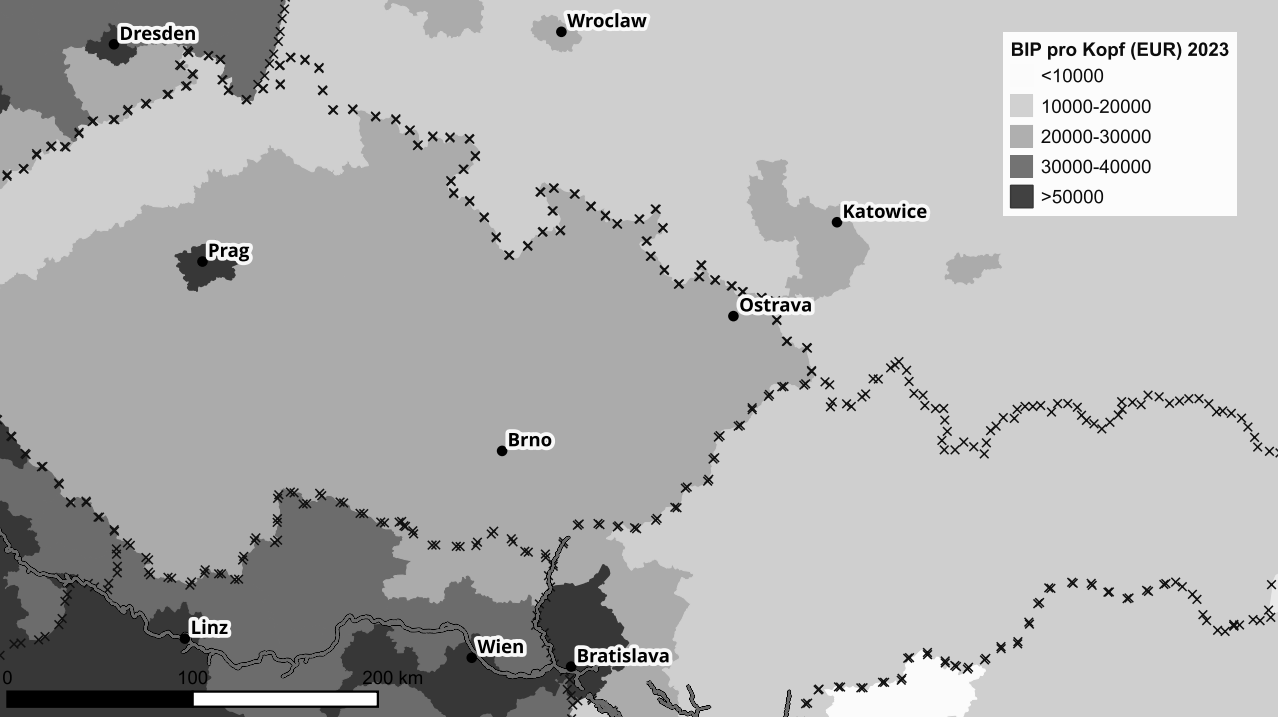 Wroclaw
Dresden
BIP pro Kopf (EUR) 2023
<10000
10000-20000
20000-30000
30000-40000
>50000
Katowice
Prag
Ostrava
Brno
Linz
Wien
Bratislava
0 100 200 km